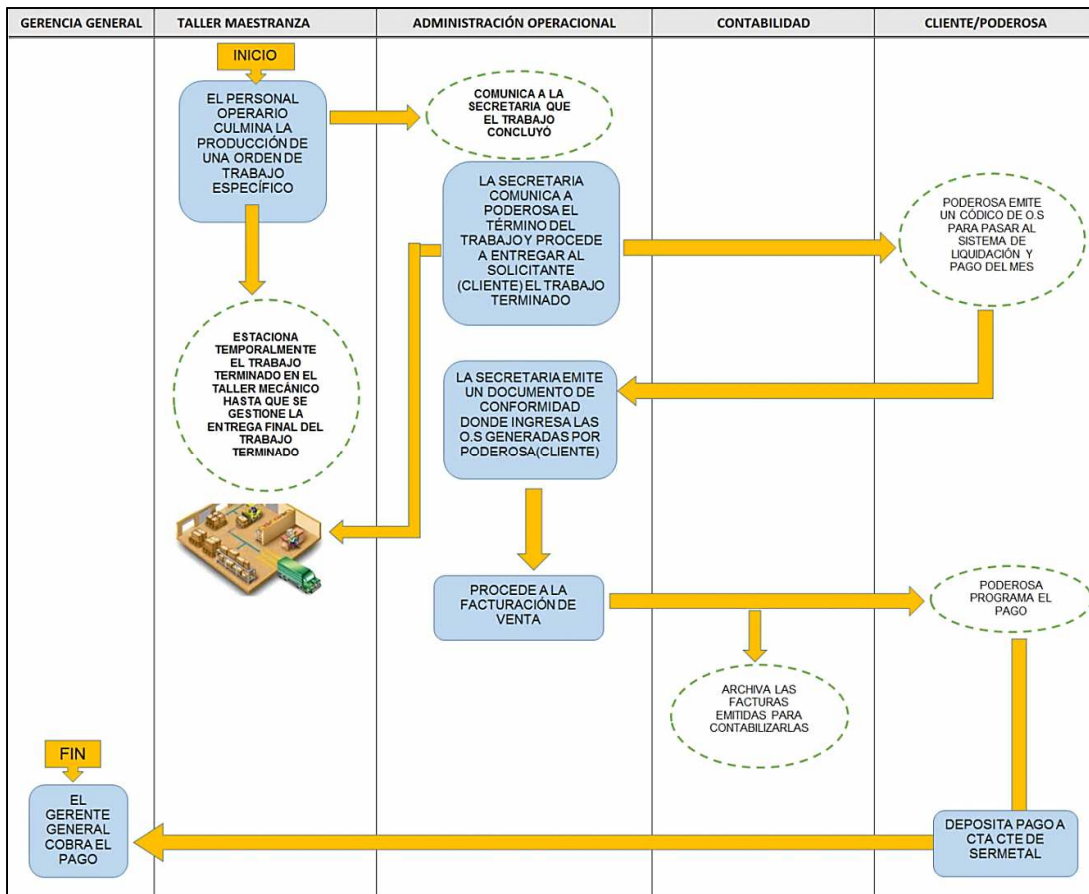 GERENCIA GENERAL
TALLER MAESTRANZA
ADMINISTRACIÓN OPERACIONAL
CONTABILIDAD
CLIENTE/PODEROSA
INICIO
EL PERSONAL
OPERARIO
CULMINA LA
PRODUCCIÓN DE
UNA ORDEN DE
TRABAJO
ESPECÍFICO
COMUNICA A LA
SECRETARIA QUE
EL TRABAJO
CONCLUYÓ
LA SECRETARIA
COMUNICA A
PODEROSA EL
TÉRMINO DEL
TRABAJO Y PROCEDE
A ENTREGAR AL
SOLICITANTE
(CLIENTE) EL TRABAJO
TERMINADO
PODEROSA EMITE
UN CÓDICO DE O.S
PARA PASAR AL
SISTEMA DE
LIQUIDACIÓN Y
PAGO DEL MES
ESTACIONA
TEMPORALMENTE
EL TRABAJO
TERMINADO EN EL
TALLER MECÁNICO
HASTA QUE SE
GESTIONE LA
ENTREGA FINAL DEL
TRABAJO
TERMINADO
LA SECRETARIA EMITE
UN DOCUMENTO DE
CONFORMIDAD
DONDE INGRESA LAS
O.S GENERADAS POR
PODEROSA(CLIENTE)
PROCEDE A LA
FACTURACIÓN DE
VENTA
PODEROSA
PROGRAMA EL
PAGO
ARCHIVA LAS
FACTURAS
EMITIDAS PARA
CONTABILIZARLAS
FIN
EL
GERENTE
GENERAL
COBRA EL
PAGO
DEPOSITA PAGO A
CTA CTE DE
SERMETAL